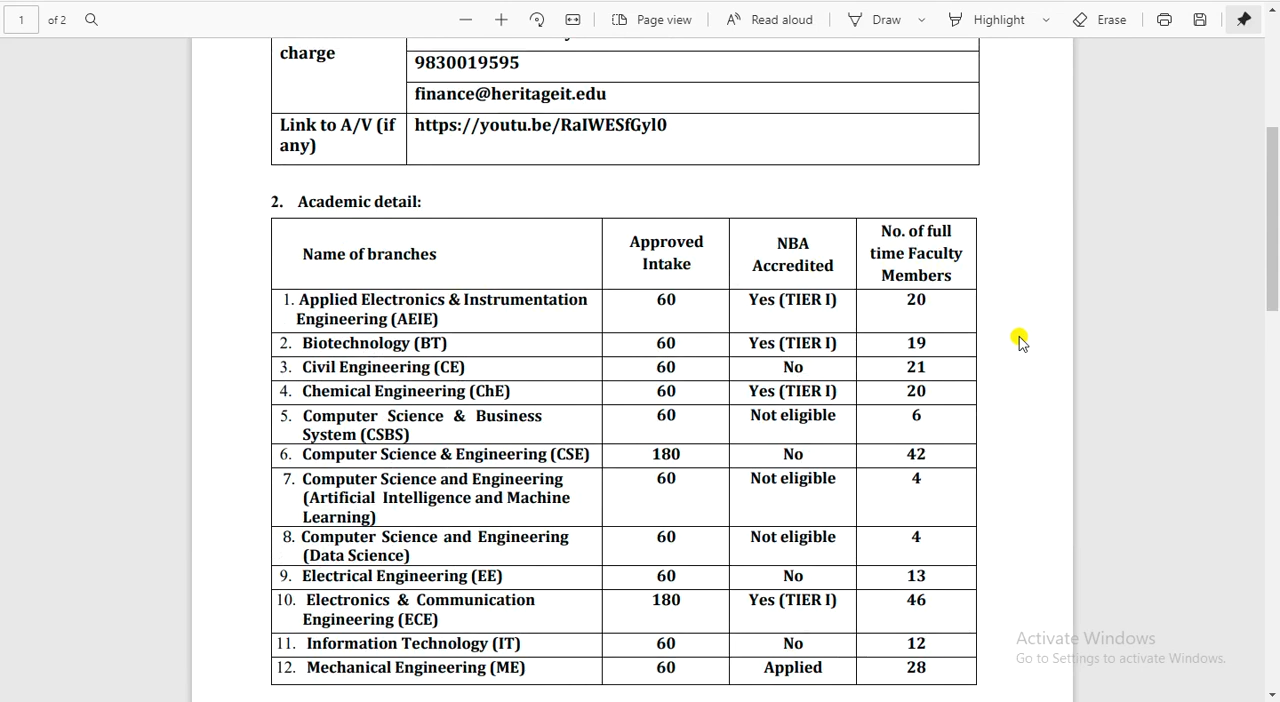 1 of 2 Page view Read aloud Draw Highlight Erase
charge
9830019595
finance@heritageit.edu
Link to A/V (if any) https://youtu.be/RalWESfGyl0
2. Academic detail:
Name of branches Approved Intake NBA Accredited No. of full time Faculty Members
1. Applied Electronics & Instrumentation 60 Yes (TIER I) 20
Engineering (AEIE)
2. Biotechnology (BT) 60 Yes (TIER I) 19
3. Civil Engineering (CE) 60 No 21
4. Chemical Engineering (ChE) 60 Yes (TIER I) 20
5. Computer Science & Business 60 Not eligible 6
System (CSBS)
6. Computer Science & Engineering (CSE) 180 No 42
7. Computer Science and Engineering 60 Not eligible 4
(Artificial Intelligence and Machine
Learning)
8. Computer Science and Engineering 60 Not eligible 4
(Data Science)
9. Electrical Engineering (EE) 60 No 13
10. Electronics & Communication 180 Yes (TIER I) 46
Engineering (ECE)
11. Information Technology (IT) 60 No 12
12. Mechanical Engineering (ME) 60 Applied 28
Activate Windows
Go to Settings to activate Windows.